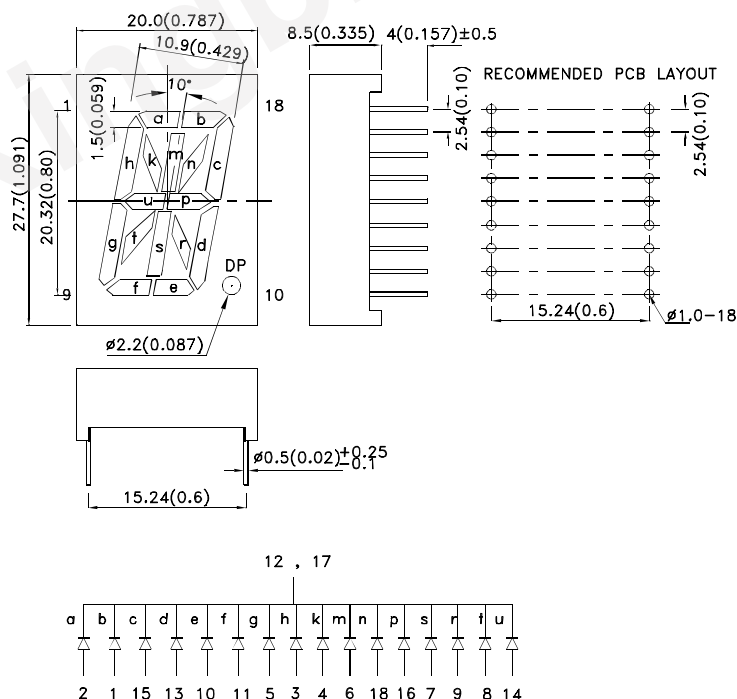 20.0(0.787)
10.9(0.429)
10°
1.5(0.059)
27.7(1.091)
20.32(0.80)
1
18
9
10
a
b
h
k
m
n
c
u
p
g
t
s
r
d
f
e
DP
ø2.2(0.087)
8.5(0.335)
4(0.157)±0.5
2.54(0.10)
RECOMMENDED PCB LAYOUT
2.54(0.10)
15.24(0.6)
ø1.0-18
ø0.5(0.02)+0.25
-0.1
15.24(0.6)
12 , 17
a b c d e f g h k m n p s r t u
2 1 15 13 10 11 5 3 4 6 18 16 7 9 8 14